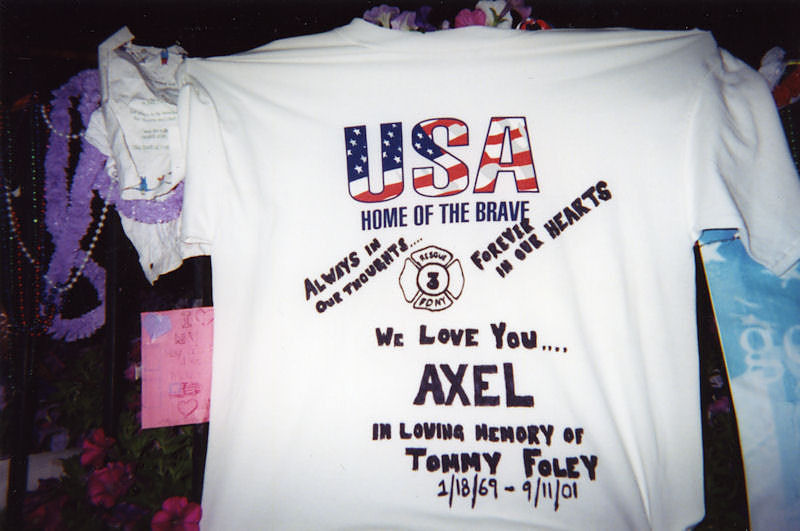 USA
HOME OF THE BRAVE
ALWAYS IN
OUR THOUGHTS....
FOREVER
IN OUR HEARTS
RESCUE
3
FDNY
WE LOVE YOU....
AXEL
IN LOVING MEMORY OF
TOMMY FOLEY
1/18/69 - 9/11/01